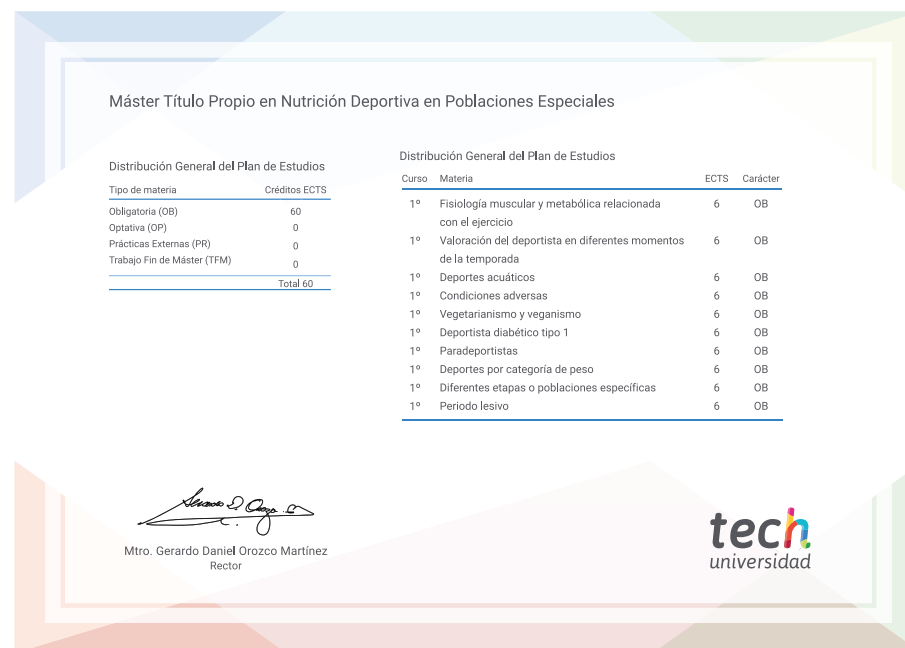 Máster Título Propio en Nutrición Deportiva en Poblaciones Especiales
Distribución General del Plan de Estudios
Tipo de materia Créditos ECTS
Obligatoria (OB) 60
Optativa (OP) 0
Prácticas Externas (PR) 0
Trabajo Fin de Máster (TFM) 0
Total 60
Distribución General del Plan de Estudios
Curso Materia ECTS Carácter
1º Fisiología muscular y metabólica relacionada 6 OB
con el ejercicio
1º Valoración del deportista en diferentes momentos 6 OB
de la temporada
1º Deportes acuáticos 6 OB
1º Condiciones adversas 6 OB
1º Vegetarianismo y veganismo 6 OB
1º Deportista diabético tipo 1 6 OB
1º Paradeportistas 6 OB
1º Deportes por categoría de peso 6 OB
1º Diferentes etapas o poblaciones específicas 6 OB
1º Periodo lesivo 6 OB
Mtro. Gerardo Daniel Orozco Martínez
Rector
tech
universidad